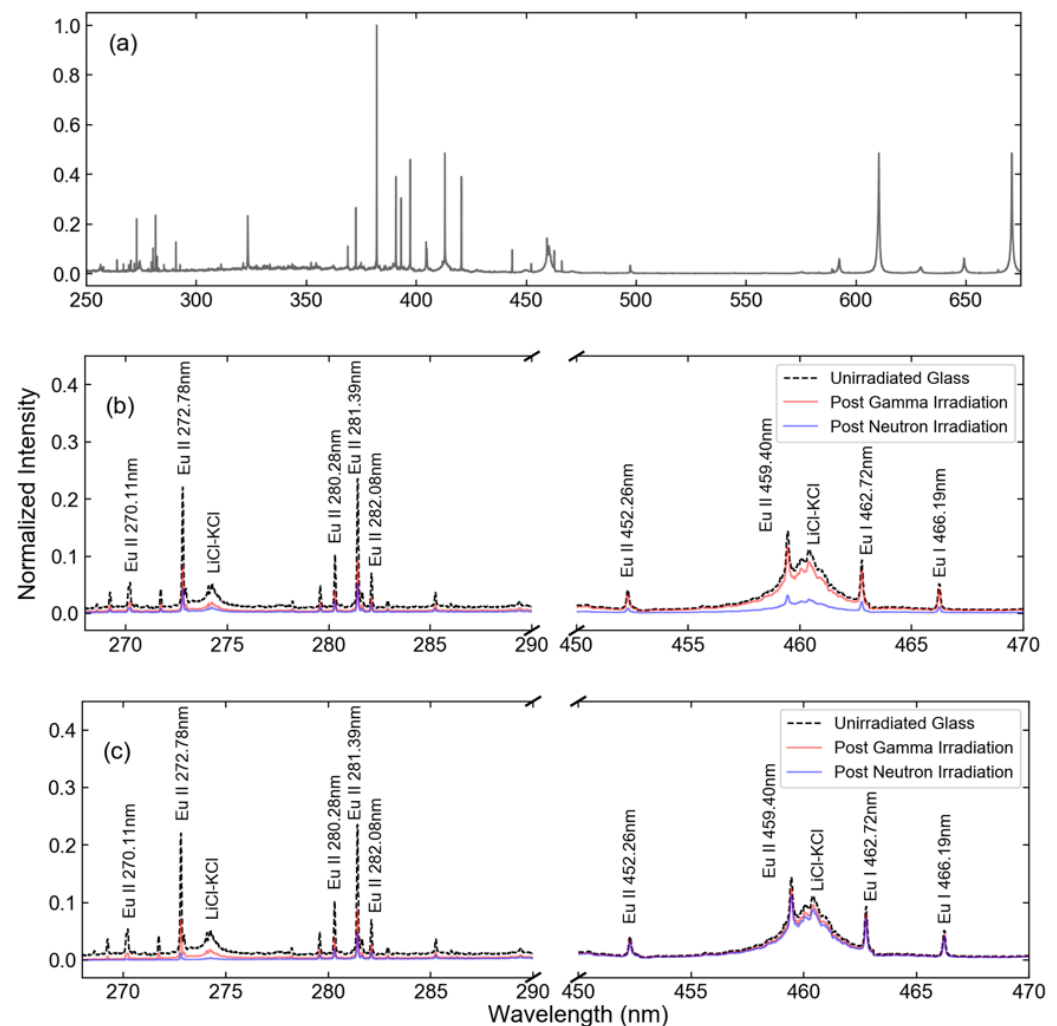 (a)
1.0
0.8
0.6
0.4
0.2
0.0
250 300 350 400 450 500 550 600 650
Normalized Intensity
(b)
0.4
0.3
0.2
0.1
0.0
Eu II 270.11nm
Eu II 272.78nm
LiCl-KCl
Eu II 280.28nm
Eu II 281.39nm
Eu II 282.08nm
Eu II 452.26nm
Eu II 459.40nm
LiCl-KCl
Eu I 462.72nm
Eu I 466.19nm
Unirradiated Glass
Post Gamma Irradiation
Post Neutron Irradiation
270 275 280 285 290 450 455 460 465 470
(c)
0.4
0.3
0.2
0.1
0.0
Eu II 270.11nm
Eu II 272.78nm
LiCl-KCl
Eu II 280.28nm
Eu II 281.39nm
Eu II 282.08nm
Eu II 452.26nm
Eu II 459.40nm
LiCl-KCl
Eu I 462.72nm
Eu I 466.19nm
Unirradiated Glass
Post Gamma Irradiation
Post Neutron Irradiation
270 275 280 285 290 450 455 460 465 470
Wavelength (nm)